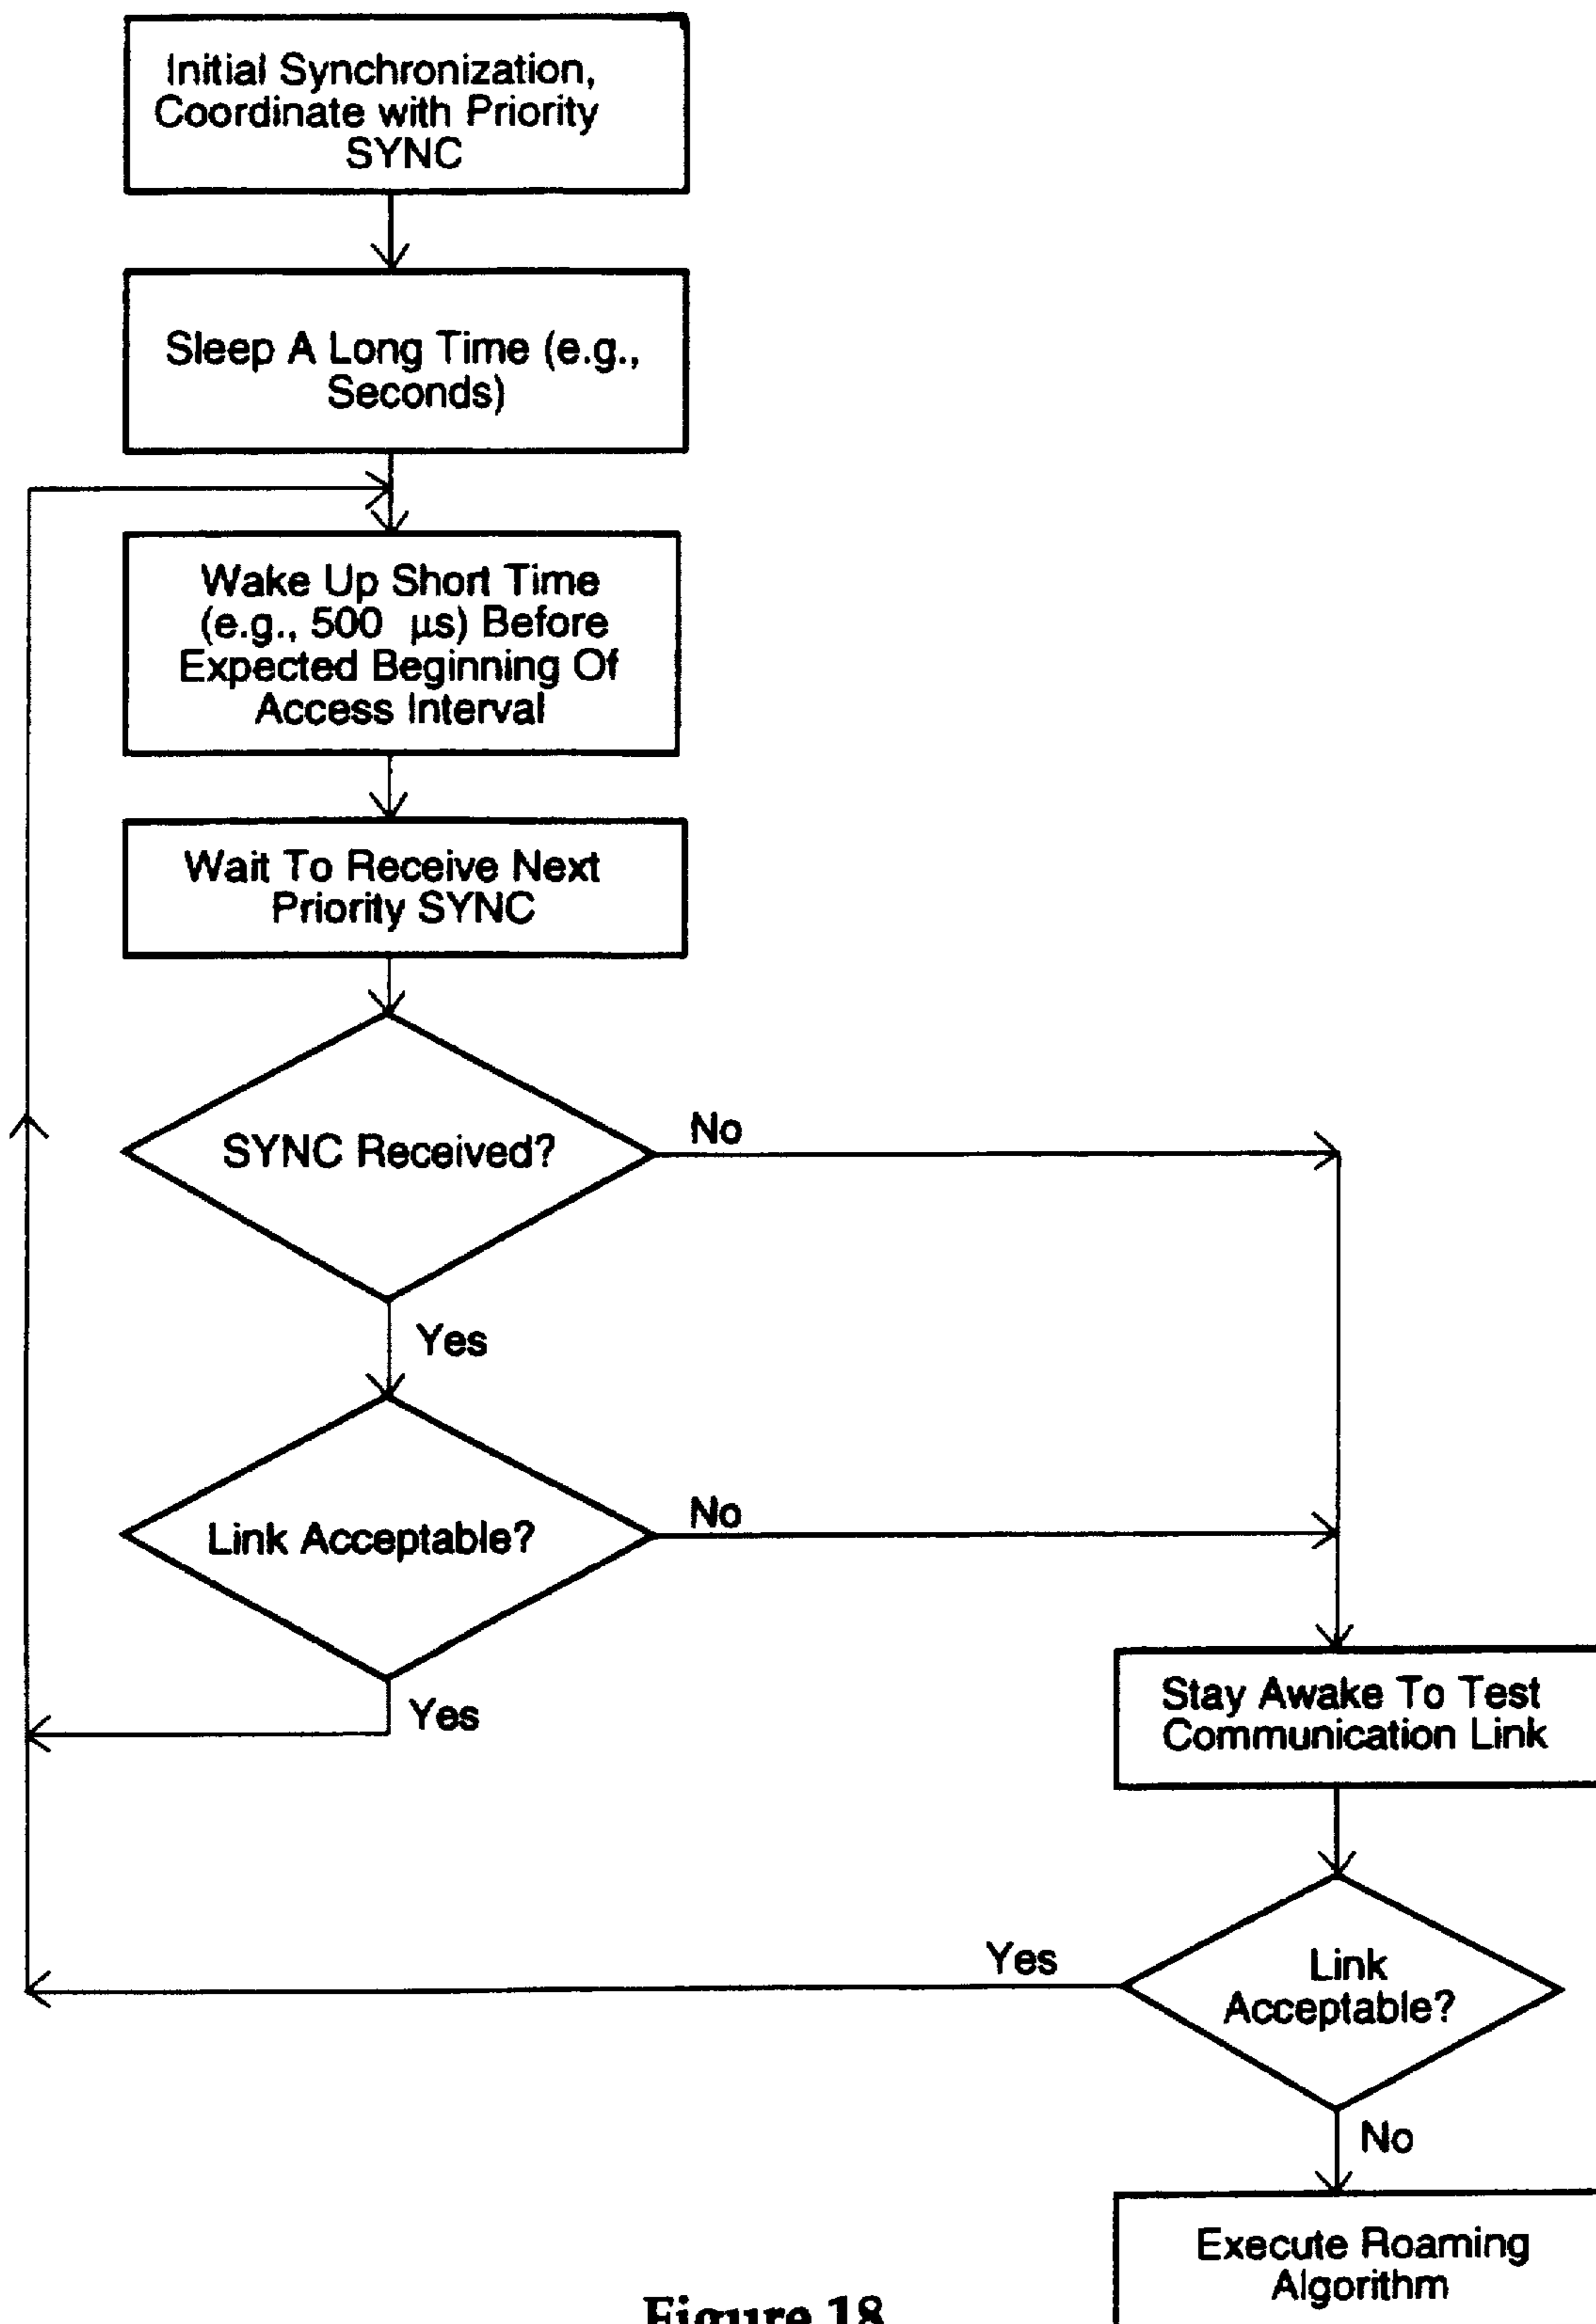 Initial Synchronization,
Coordinate with Priority
SYNC
Sleep A Long Time (e.g.,
Seconds)
Wake Up Short Time
(e.g., 500 µs) Before
Expected Beginning Of
Access Interval
Wait To Receive Next
Priority SYNC
SYNC Received?
No
Yes
Link Acceptable?
No
Yes
Stay Awake To Test
Communication Link
Link
Acceptable?
Yes
No
Execute Roaming
Algorithm
Figure 18